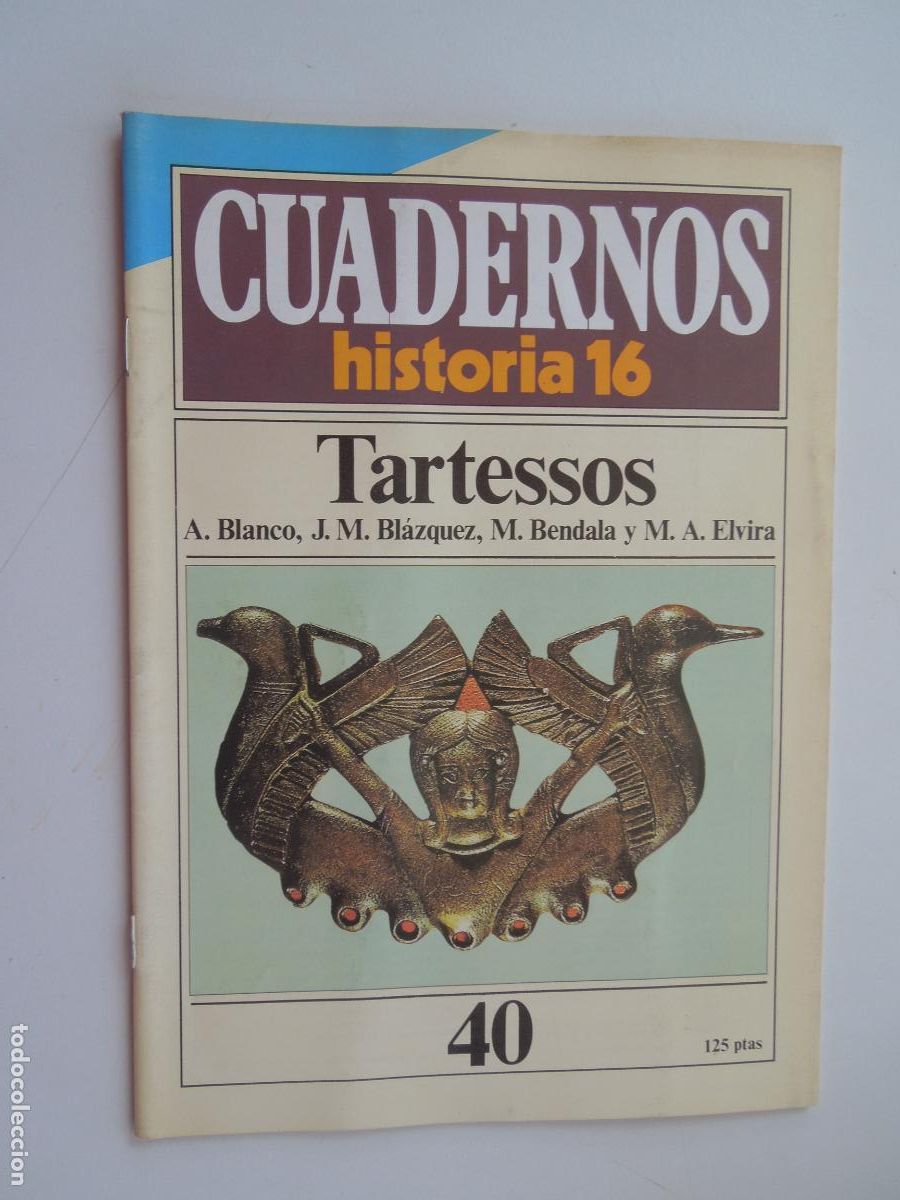 CUADERNOS
historia 16
Tartessos
A. Blanco, J. M. Blázquez, M. Bendala y M. A. Elvira
40
125 ptas
todocoleccion